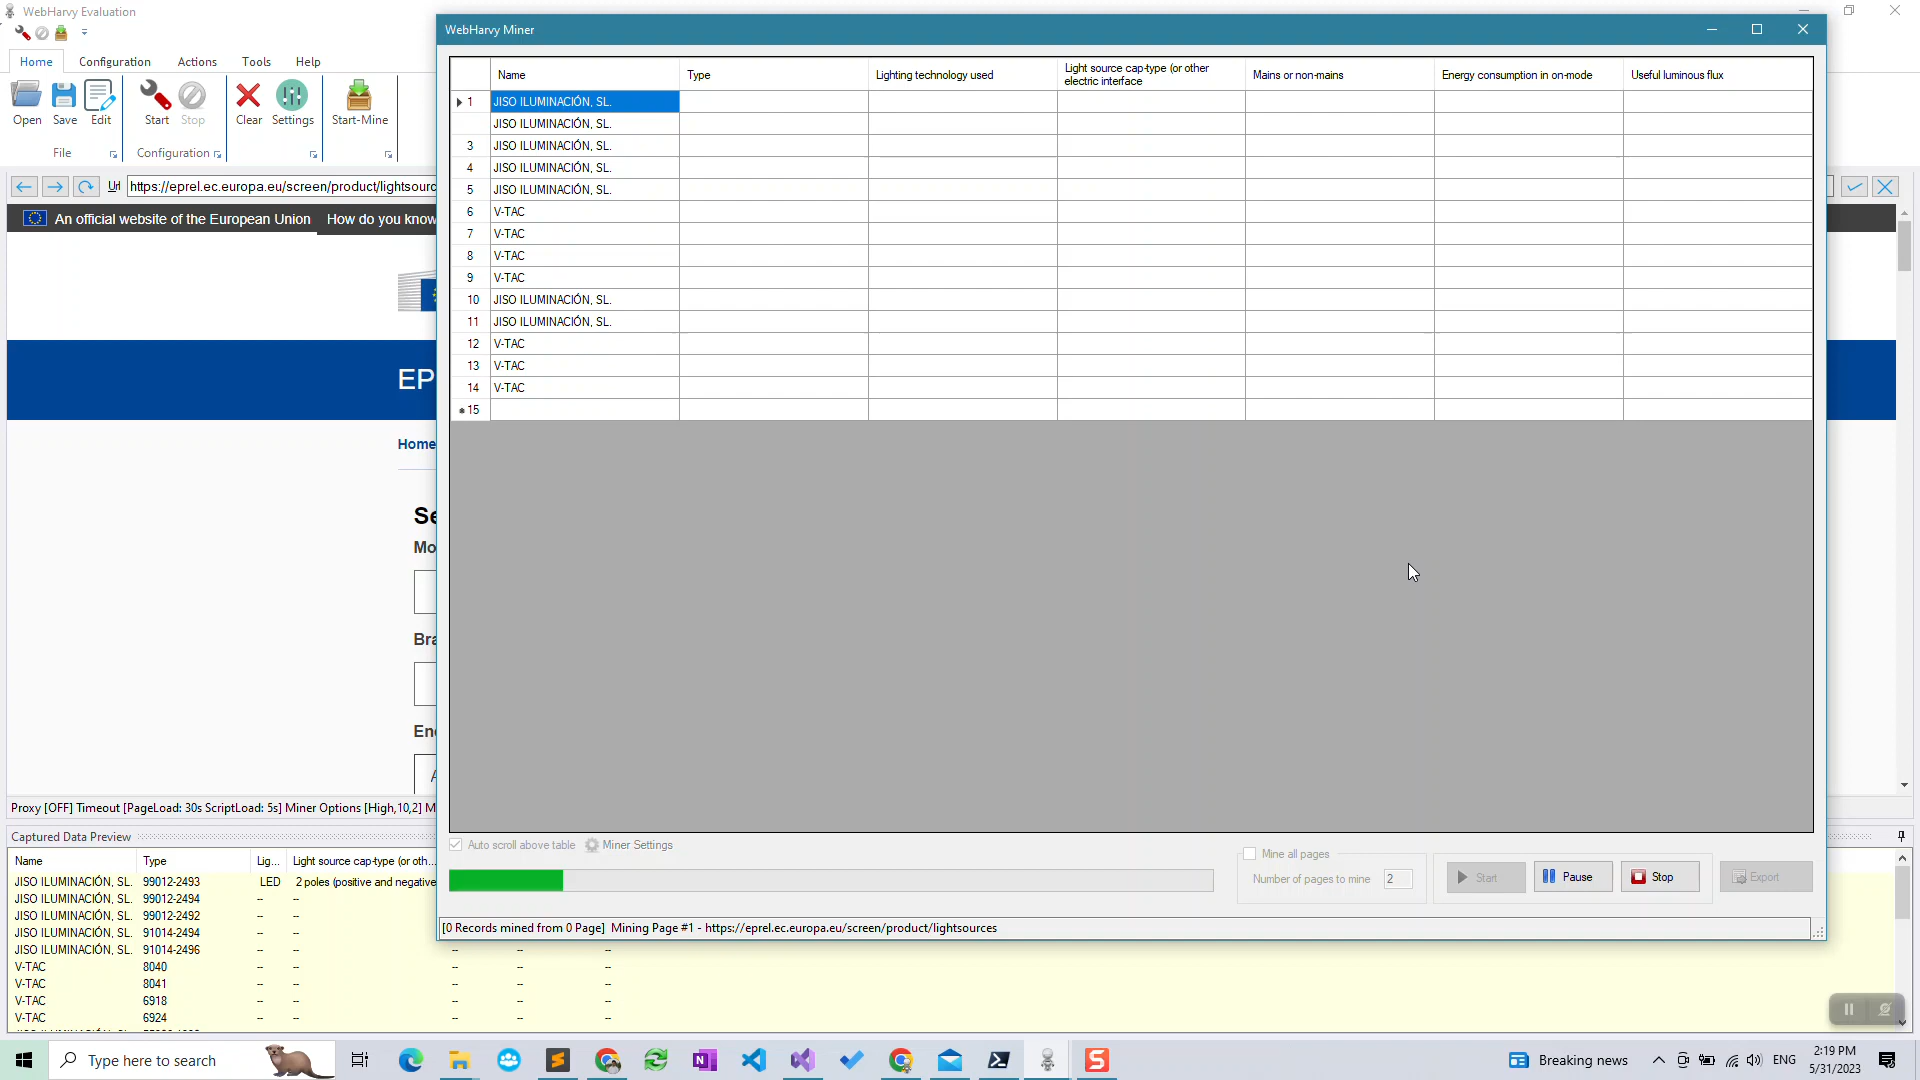 WebHarvy Evaluation
Home Configuration Actions Tools Help
Open Save Edit Start Stop Clear Settings Start-Mine
File Configuration
Url https://eprel.ec.europa.eu/screen/product/lightsourc
An official website of the European Union How do you know
EP
Home
Se
Mo
Bra
Ene
A
Proxy [OFF] Timeout [PageLoad: 30s ScriptLoad: 5s] Miner Options [High,10,2] M
WebHarvy Miner
Name Type Lighting technology used Light source cap-type (or other electric interface Mains or non-mains Energy consumption in on-mode Useful luminous flux
1 JISO ILUMINACIÓN, SL.
JISO ILUMINACIÓN, SL.
3 JISO ILUMINACIÓN, SL.
4 JISO ILUMINACIÓN, SL.
5 JISO ILUMINACIÓN, SL.
6 V-TAC
7 V-TAC
8 V-TAC
9 V-TAC
10 JISO ILUMINACIÓN, SL.
11 JISO ILUMINACIÓN, SL.
12 V-TAC
13 V-TAC
14 V-TAC
15
Auto scroll above table Miner Settings
Mine all pages
Number of pages to mine 2
Start Pause Stop Export
[0 Records mined from 0 Page] Mining Page #1 - https://eprel.ec.europa.eu/screen/product/lightsources
Captured Data Preview
Name Type Lig... Light source cap-type (or oth...
JISO ILUMINACIÓN, SL. 99012-2493 LED 2 poles (positive and negative
JISO ILUMINACIÓN, SL. 99012-2494 -- --
JISO ILUMINACIÓN, SL. 99012-2492 -- --
JISO ILUMINACIÓN, SL. 91014-2494 -- --
JISO ILUMINACIÓN, SL. 91014-2496 -- -- -- -- --
V-TAC 8040 -- -- -- -- --
V-TAC 8041 -- -- -- -- --
V-TAC 6918 -- -- -- -- --
V-TAC 6924 -- -- -- -- --
Type here to search
Breaking news
ENG
2:19 PM
5/31/2023